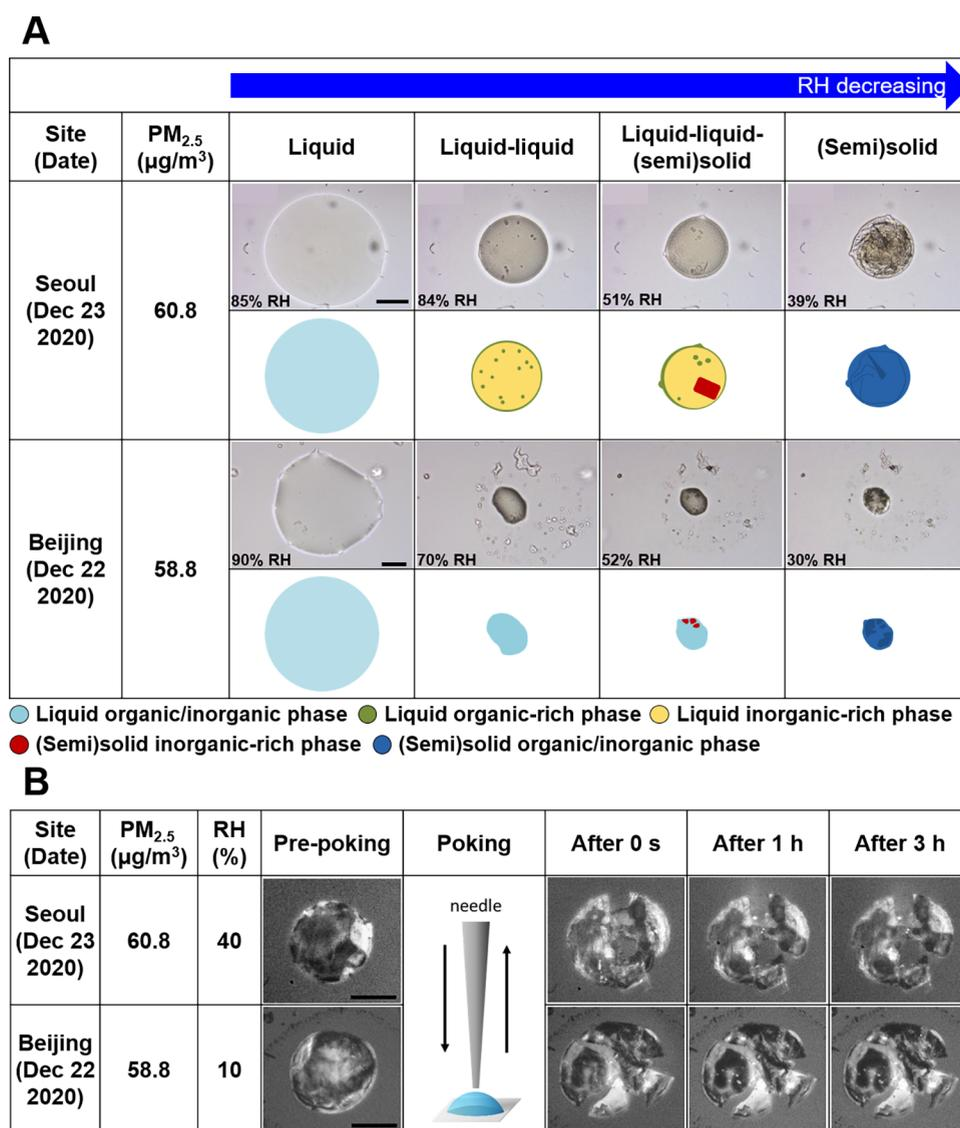 A
RH decreasing
Site
(Date)
PM2.5
(µg/m3)
Liquid
Liquid-liquid
Liquid-liquid-
(semi)solid
(Semi)solid
Seoul
(Dec 23
2020)
60.8
85% RH
84% RH
51% RH
39% RH
Beijing
(Dec 22
2020)
58.8
90% RH
70% RH
52% RH
30% RH
Liquid organic/inorganic phase
Liquid organic-rich phase
Liquid inorganic-rich phase
(Semi)solid inorganic-rich phase
(Semi)solid organic/inorganic phase
B
Site
(Date)
PM2.5
(µg/m3)
RH
(%)
Pre-poking
Poking
After 0 s
After 1 h
After 3 h
Seoul
(Dec 23
2020)
60.8
40
needle
Beijing
(Dec 22
2020)
58.8
10